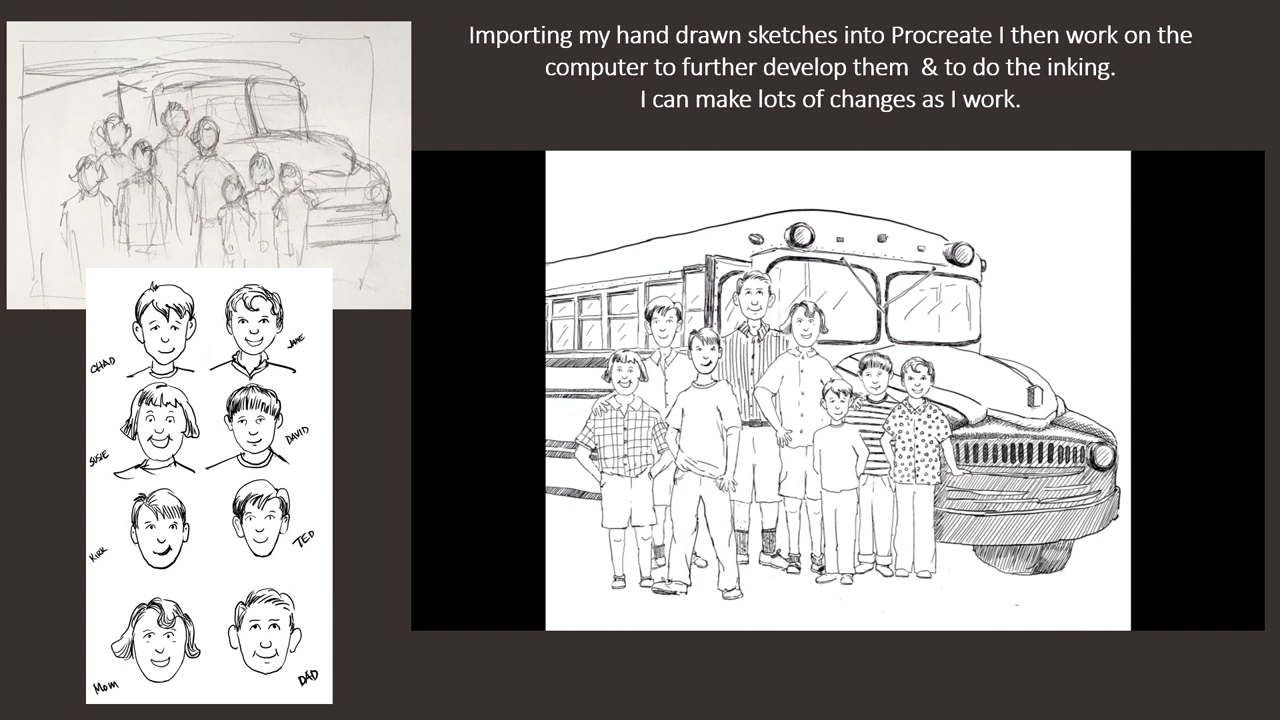 Importing my hand drawn sketches into Procreate I then work on the
computer to further develop them & to do the inking.
I can make lots of changes as I work.
CHAD
JANE
SUSIE
DAVID
KIRK
TED
Mom
DAD